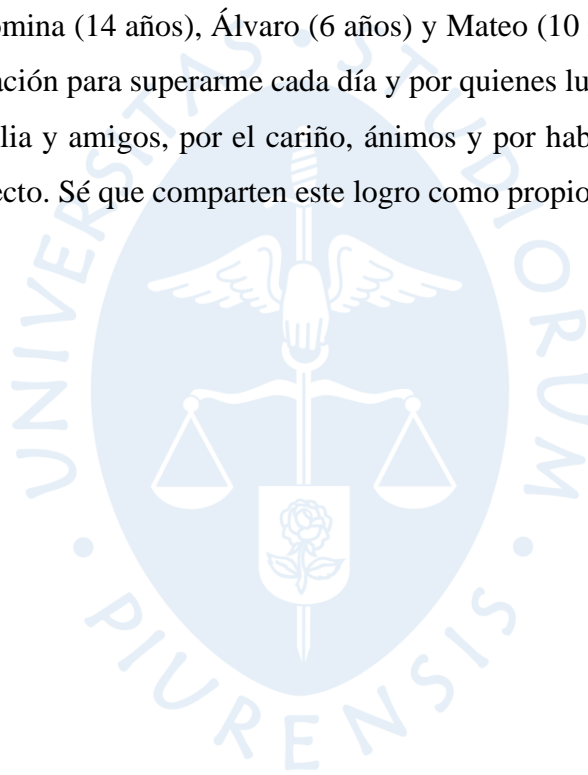 omina (14 años), Álvaro (6 años) y Mateo (10
ación para superarme cada día y por quienes lu
lia y amigos, por el cariño, ánimos y por hab
ecto. Sé que comparten este logro como propio
UNIVERSITAS • STUDIORUM • PIURENSIS •